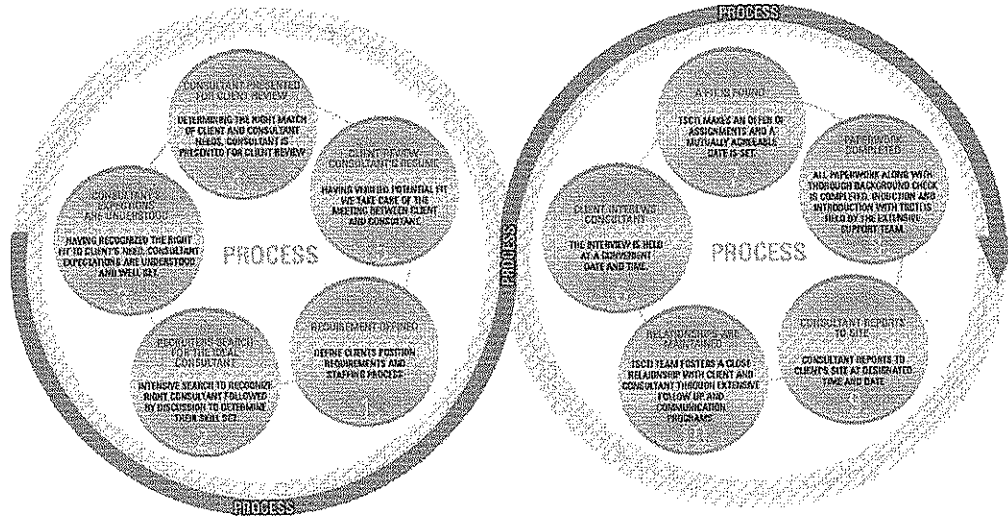 PROCESS
CONSULTANT PRESENTED
FOR CLIENT REVIEW
DETERMINING THE RIGHT MATCH
OF CLIENT AND CONSULTANT
NEEDS, CONSULTANT IS
PRESENTED FOR CLIENT REVIEW
CLIENT REVIEW
CONSULTANT'S RESUME
HAVING VERIFIED POTENTIAL FIT
WE TAKE CARE OF THE
MEETING BETWEEN CLIENT
AND CONSULTANT
CONSULTANT
EXPECTATIONS
ARE UNDERSTOOD
HAVING RECOGNIZED THE RIGHT
FIT TO CLIENT'S NEED, CONSULTANT
EXPECTATIONS ARE UNDERSTOOD
AND WELL SET
PROCESS
RECRUITERS SEARCH
FOR THE IDEAL
CONSULTANT
INTENSIVE SEARCH TO RECOGNIZE
RIGHT CONSULTANT FOLLOWED
BY DISCUSSION TO DETERMINE
THEIR SKILL SET
REQUIREMENT DEFINED
DEFINE CLIENTS POSITION
REQUIREMENTS AND
STAFFING PROCESS
1
PROCESS
PROCESS
A FIT IS FOUND
TSCTI MAKES AN OFFER OF
ASSIGNMENTS AND A
MUTUALLY AGREEABLE
DATE IS SET.
PAPERWORK
COMPLETED
ALL PAPERWORK ALONG WITH
THOROUGH BACKGROUND CHECK
IS COMPLETED. INDUCTION AND
INTRODUCTION WITH TSCTI IS
HELD BY THE EXTENSIVE
SUPPORT TEAM.
CONSULTANT
THE INTERVIEW IS HELD
AT A CONVENIENT
DATE AND TIME.
PROCESS
RELATIONSHIPS ARE
MAINTAINED
TSCTI TEAM FOSTERS A CLOSE
RELATIONSHIP WITH CLIENT AND
CONSULTANT THROUGH EXTENSIVE
FOLLOW UP AND
COMMUNICATION
PROGRAMS
CONSULTANT REPORTS
TO SITE
CONSULTANT REPORTS TO
CLIENT'S SITE AT DESIGNATED
TIME AND DATE